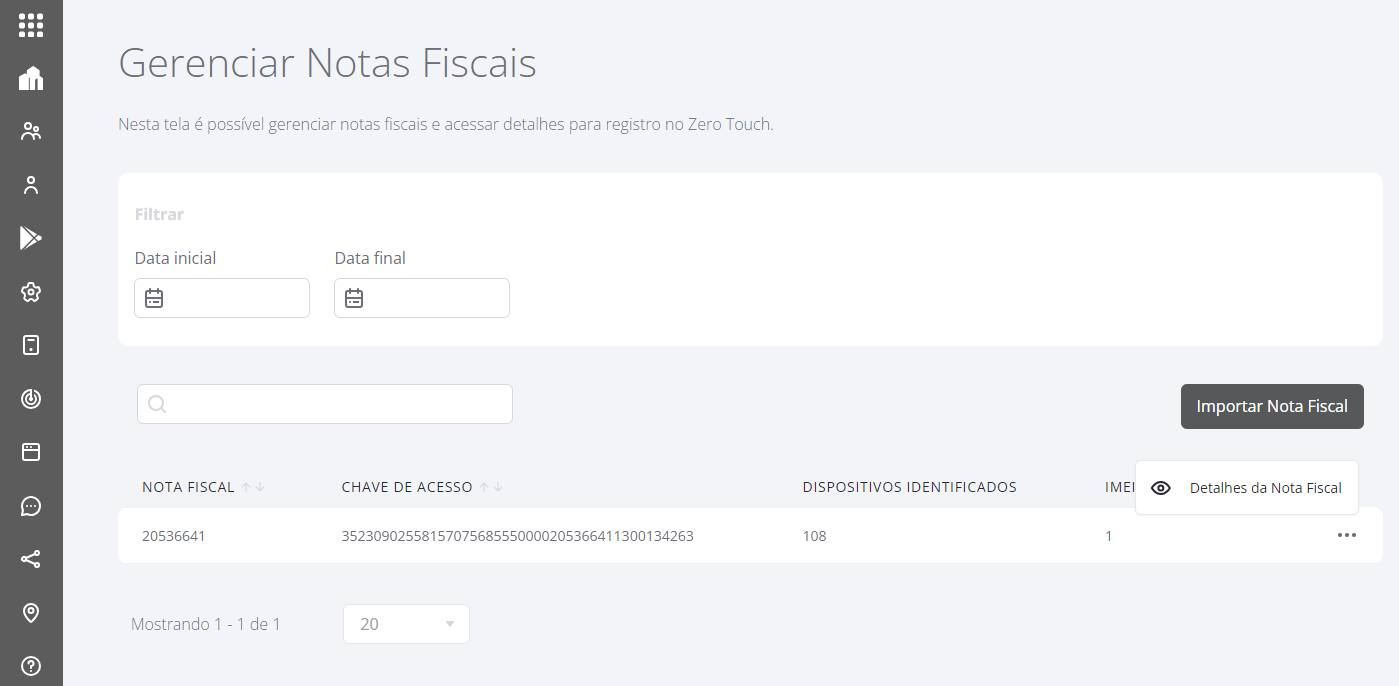 Gerenciar Notas Fiscais
Nesta tela é possível gerenciar notas fiscais e acessar detalhes para registro no Zero Touch.
Filtrar
Data inicial Data final
Importar Nota Fiscal
NOTA FISCAL CHAVE DE ACESSO DISPOSITIVOS IDENTIFICADOS IMEI
Detalhes da Nota Fiscal
20536641 35230902558157075685550000205366411300134263 108 1
Mostrando 1 - 1 de 1 20